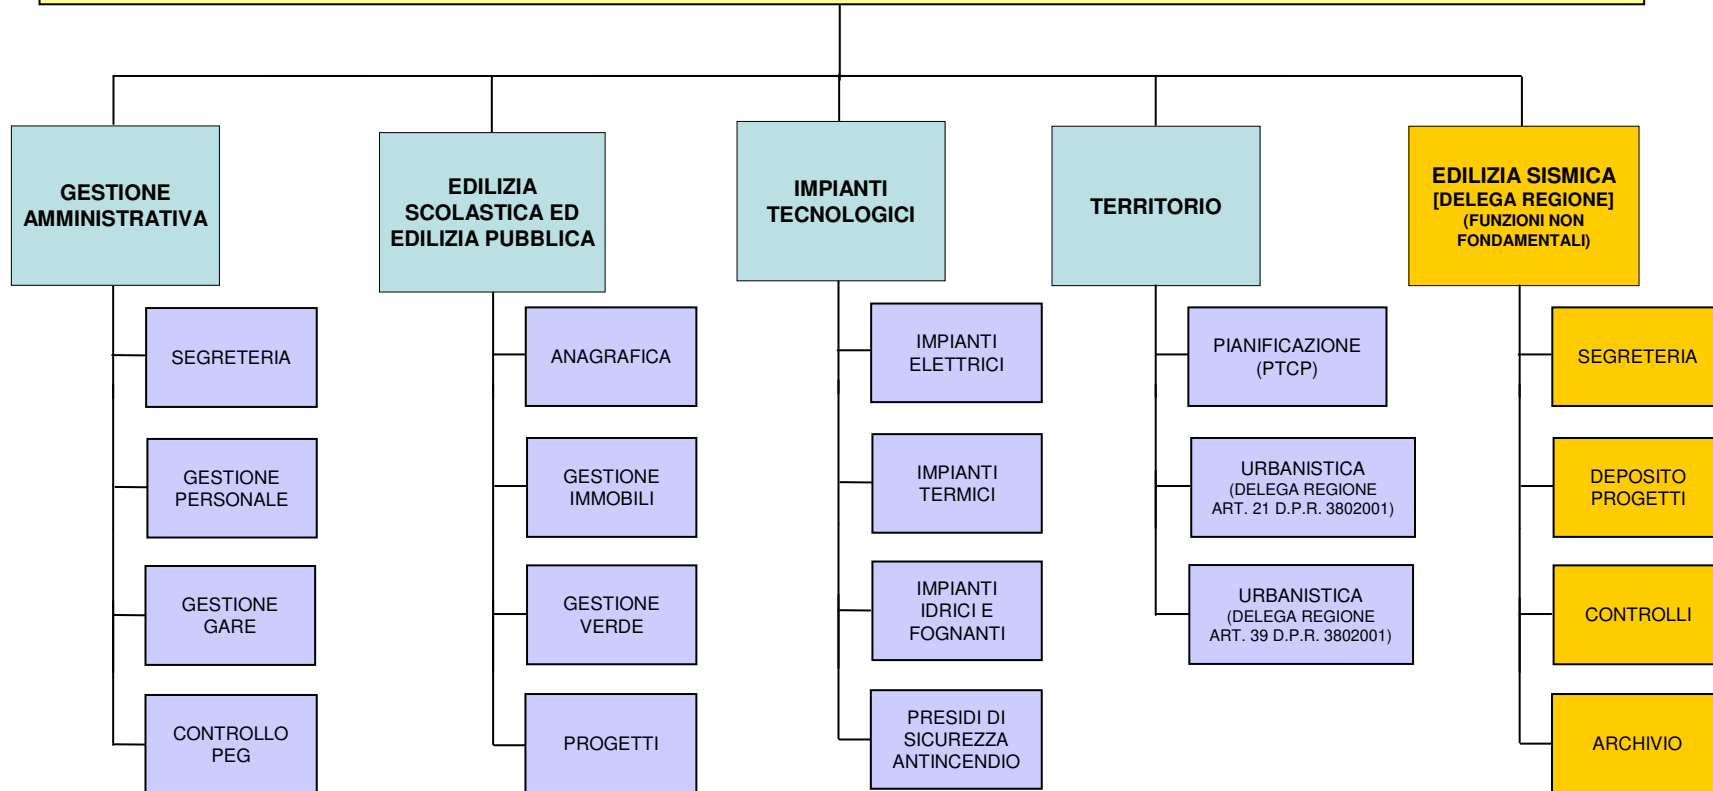 GESTIONE
AMMINISTRATIVA
EDILIZIA
SCOLASTICA ED
EDILIZIA PUBBLICA
IMPIANTI
TECNOLOGICI
TERRITORIO
EDILIZIA SISMICA
[DELEGA REGIONE]
(FUNZIONI NON
FONDAMENTALI)
SEGRETERIA
GESTIONE
PERSONALE
GESTIONE
GARE
CONTROLLO
PEG
ANAGRAFICA
GESTIONE
IMMOBILI
GESTIONE
VERDE
PROGETTI
IMPIANTI
ELETTRICI
IMPIANTI
TERMICI
IMPIANTI
IDRICI E
FOGNANTI
PRESIDI DI
SICUREZZA
ANTINCENDIO
PIANIFICAZIONE
(PTCP)
URBANISTICA
(DELEGA REGIONE
ART. 21 D.P.R. 3802001)
URBANISTICA
(DELEGA REGIONE
ART. 39 D.P.R. 3802001)
SEGRETERIA
DEPOSITO
PROGETTI
CONTROLLI
ARCHIVIO